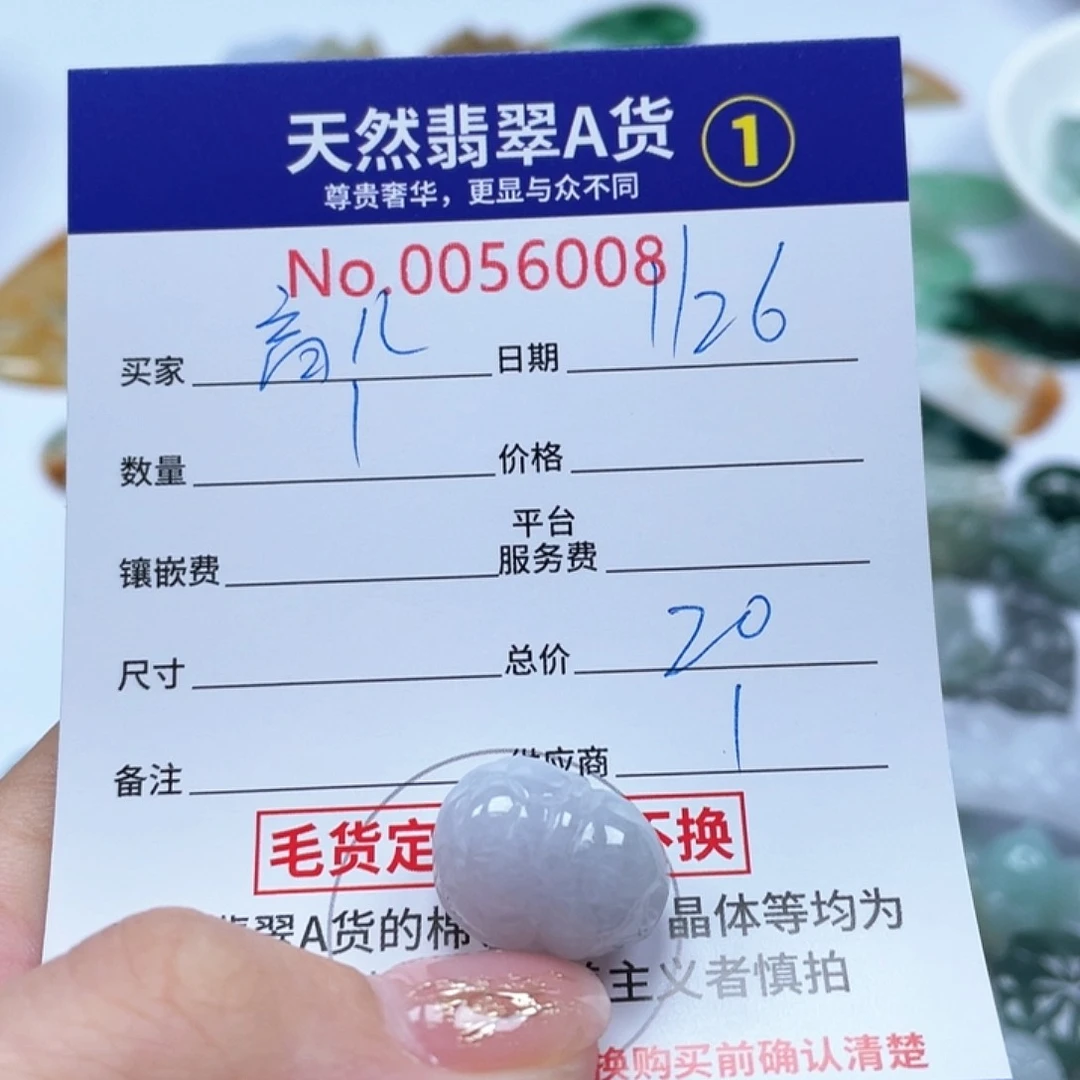 天然翡翠A货 1
尊贵奢华，更显与众不同
No.0056008
买家 日期 1/26
数量 1 价格
平台
镶嵌费 服务费
尺寸 总价 20
备注 供应商 1
毛货定 不换
翡翠A货的棉 晶体等均为
主义者慎拍
换购买前确认清楚